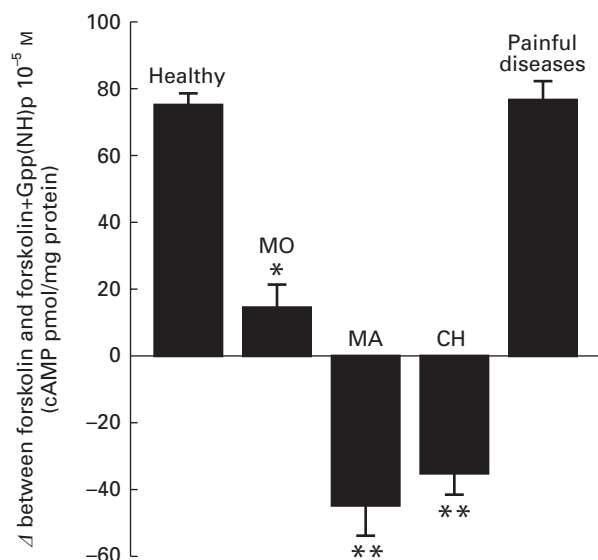 Δ between forskolin and forskolin+Gpp(NH)p 10⁻⁵ M
(cAMP pmol/mg protein)
100
80
60
40
20
0
−20
−40
−60
Healthy
MO
*
MA
**
CH
**
Painful
diseases